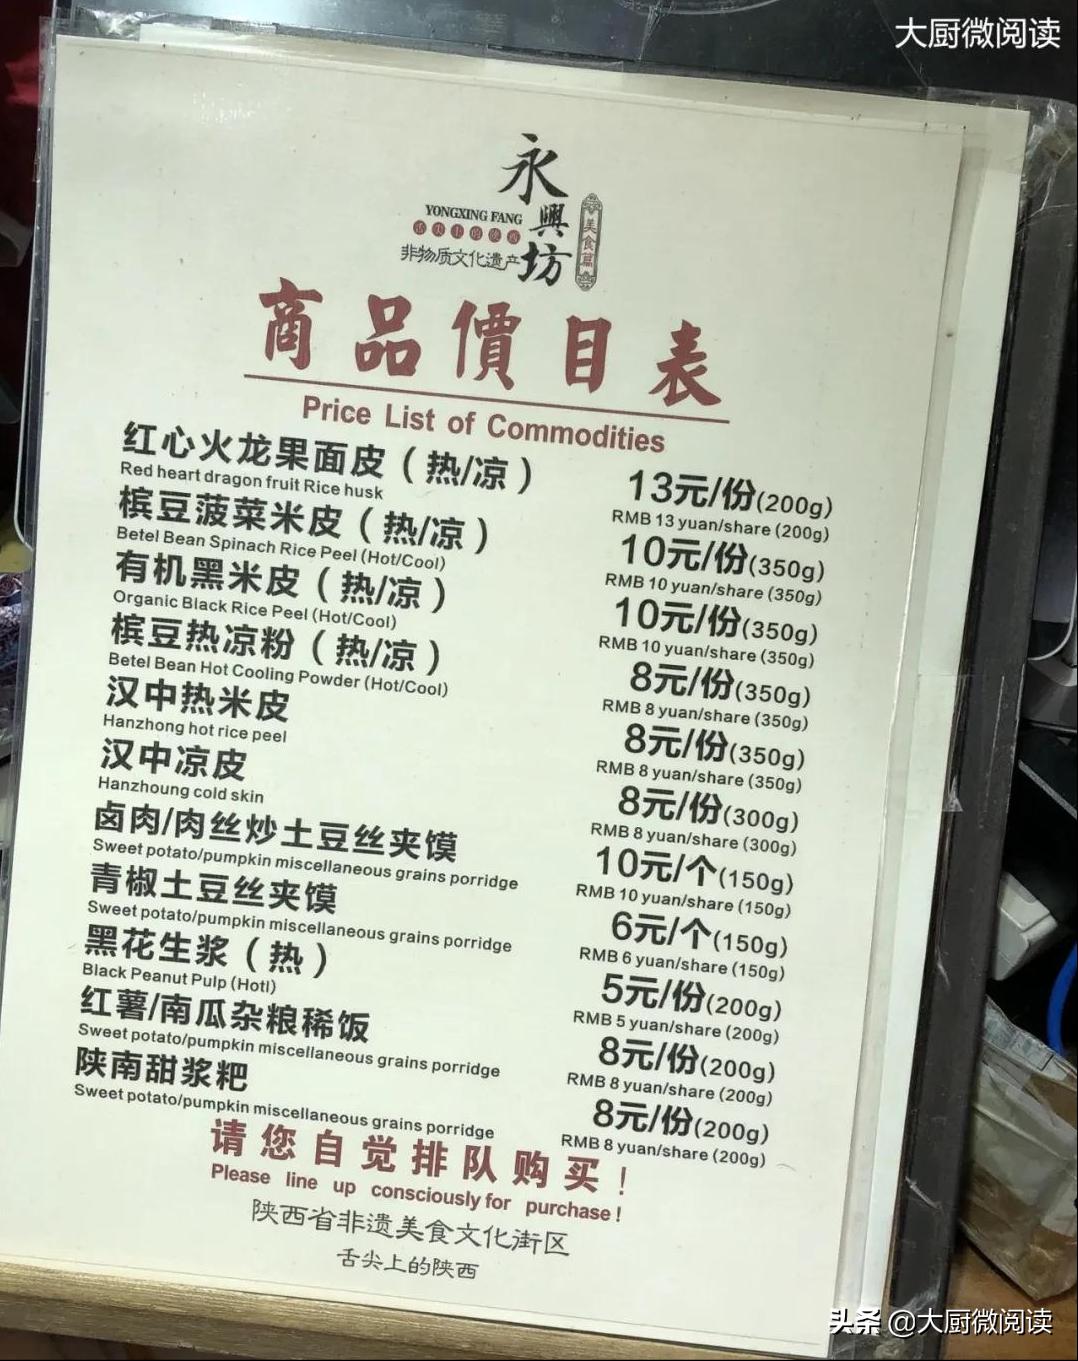 大厨微阅读
永興坊
YONGXING FANG
舌尖上的陕西
美食篇
非物质文化遗产
商品價目表
Price List of Commodities
红心火龙果面皮（热/凉） 13元/份(200g)
Red heart dragon fruit Rice husk RMB 13 yuan/share (200g)
槟豆菠菜米皮（热/凉） 10元/份(350g)
Betel Bean Spinach Rice Peel (Hot/Cool) RMB 10 yuan/share (350g)
有机黑米皮（热/凉） 10元/份(350g)
Organic Black Rice Peel (Hot/Cool) RMB 10 yuan/share (350g)
槟豆热凉粉（热/凉） 8元/份(350g)
Betel Bean Hot Cooling Powder (Hot/Cool) RMB 8 yuan/share (350g)
汉中热米皮 8元/份(350g)
Hanzhong hot rice peel RMB 8 yuan/share (350g)
汉中凉皮 8元/份(300g)
Hanzhoung cold skin RMB 8 yuan/share (300g)
卤肉/肉丝炒土豆丝夹馍 10元/个(150g)
Sweet potato/pumpkin miscellaneous grains porridge RMB 10 yuan/share (150g)
青椒土豆丝夹馍 6元/个(150g)
Sweet potato/pumpkin miscellaneous grains porridge RMB 6 yuan/share (150g)
黑花生浆（热） 5元/份(200g)
Black Peanut Pulp (Hotl) RMB 5 yuan/share (200g)
红薯/南瓜杂粮稀饭 8元/份(200g)
Sweet potato/pumpkin miscellaneous grains porridge RMB 8 yuan/share (200g)
陕南甜浆粑 8元/份(200g)
Sweet potato/pumpkin miscellaneous grains porridge RMB 8 yuan/share (200g)
请您自觉排队购买！
Please line up consciously for purchase!
陕西省非遗美食文化街区
舌尖上的陕西
头条 @大厨微阅读